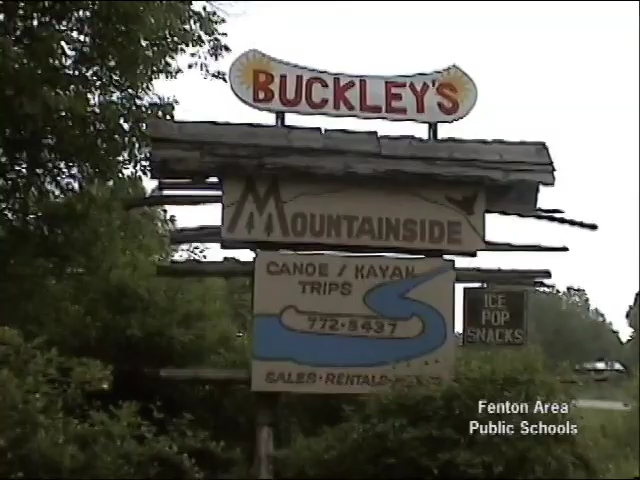 BUCKLEY'S
MOUNTAINSIDE
CANOE / KAYAK
TRIPS
772-8437
ICE
POP
SNACKS
SALES-RENTALS
Fenton Area
Public Schools